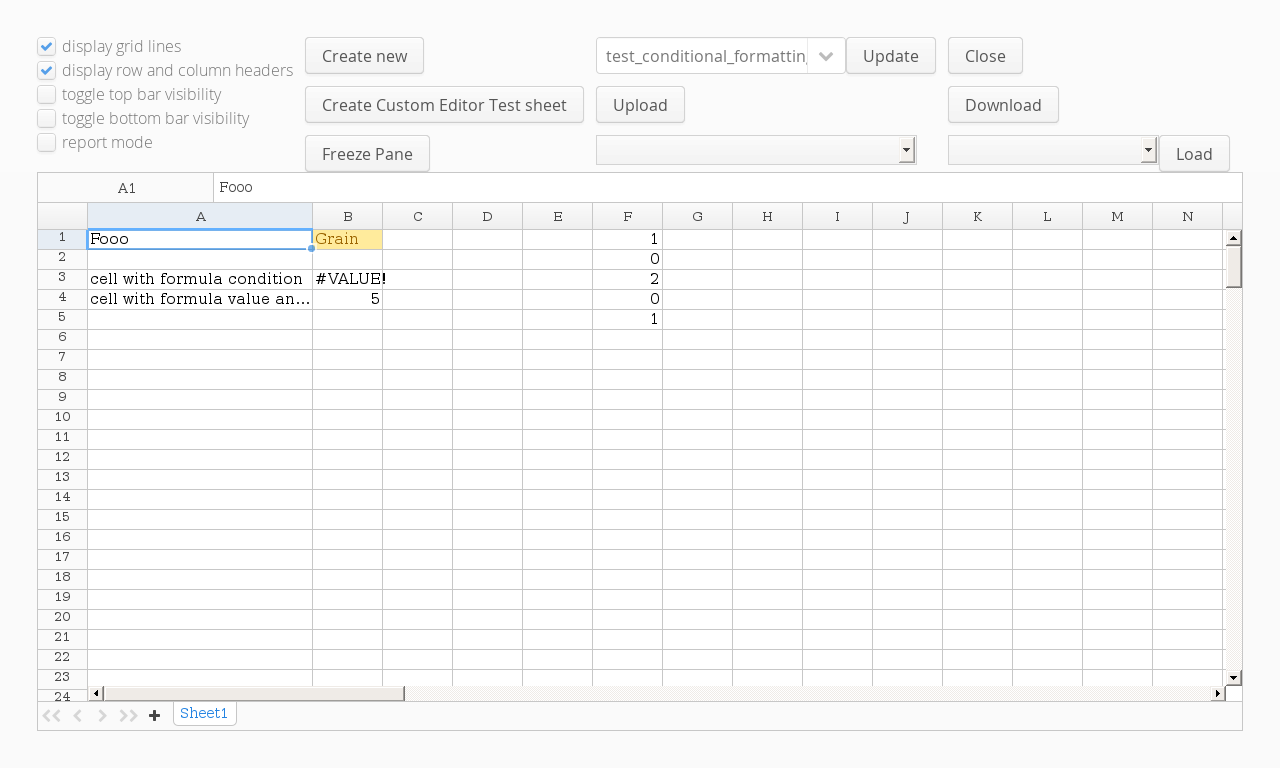 display grid lines
display row and column headers
toggle top bar visibility
toggle bottom bar visibility
report mode
Create new
test_conditional_formattin
Update
Close
Create Custom Editor Test sheet
Upload
Download
Freeze Pane
Load
A1 Fooo
A B C D E F G H I J K L M N
1 Fooo Grain 1
2 0
3 cell with formula condition #VALUE! 2
4 cell with formula value an... 5 0
5 1
6
7
8
9
10
11
12
13
14
15
16
17
18
19
20
21
22
23
24
Sheet1